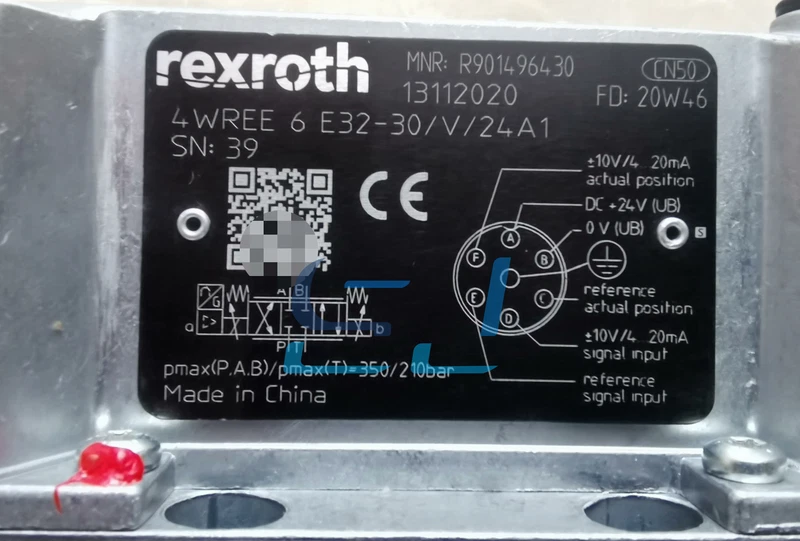 rexroth
MNR: R901496430
CN50
13112020
FD: 20W46
4WREE 6 E32-30/V/24A1
SN: 39
CE
±10V/4...20mA
actual position
DC +24V (UB)
0 V (UB)
S
A
F
B
E
C
D
reference
actual position
±10V/4...20mA
signal input
reference
signal input
U/G
A B
a
b
P T
pmax(P.A.B)/pmax(T)=350/210bar
Made in China
EJ